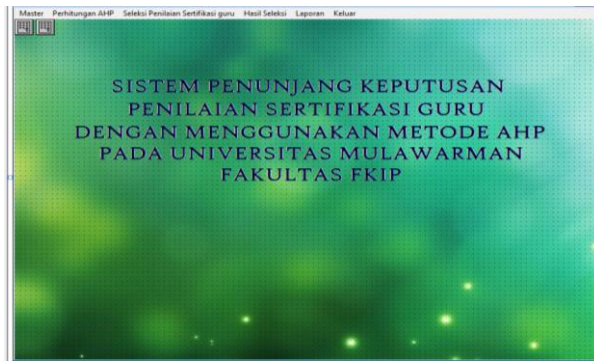 Master Perhitungan AHP Seleksi Penilaian Sertifikasi guru Hasil Seleksi Laporan Keluar
SISTEM PENUNJANG KEPUTUSAN
PENILAIAN SERTIFIKASI GURU
DENGAN MENGGUNAKAN METODE AHP
PADA UNIVERSITAS MULAWARMAN
FAKULTAS FKIP